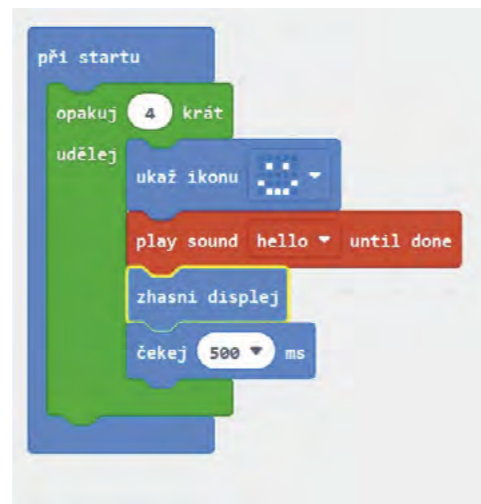 při startu
opakuj 4 krát
udělej
ukaž ikonu
play sound hello until done
zhasni displej
čekej 500 ms